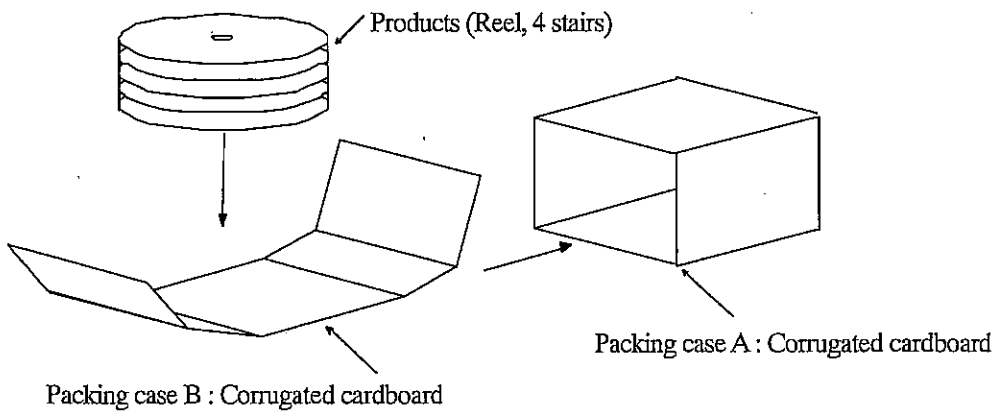 Products (Reel, 4 stairs)
Packing case A : Corrugated cardboard
Packing case B : Corrugated cardboard